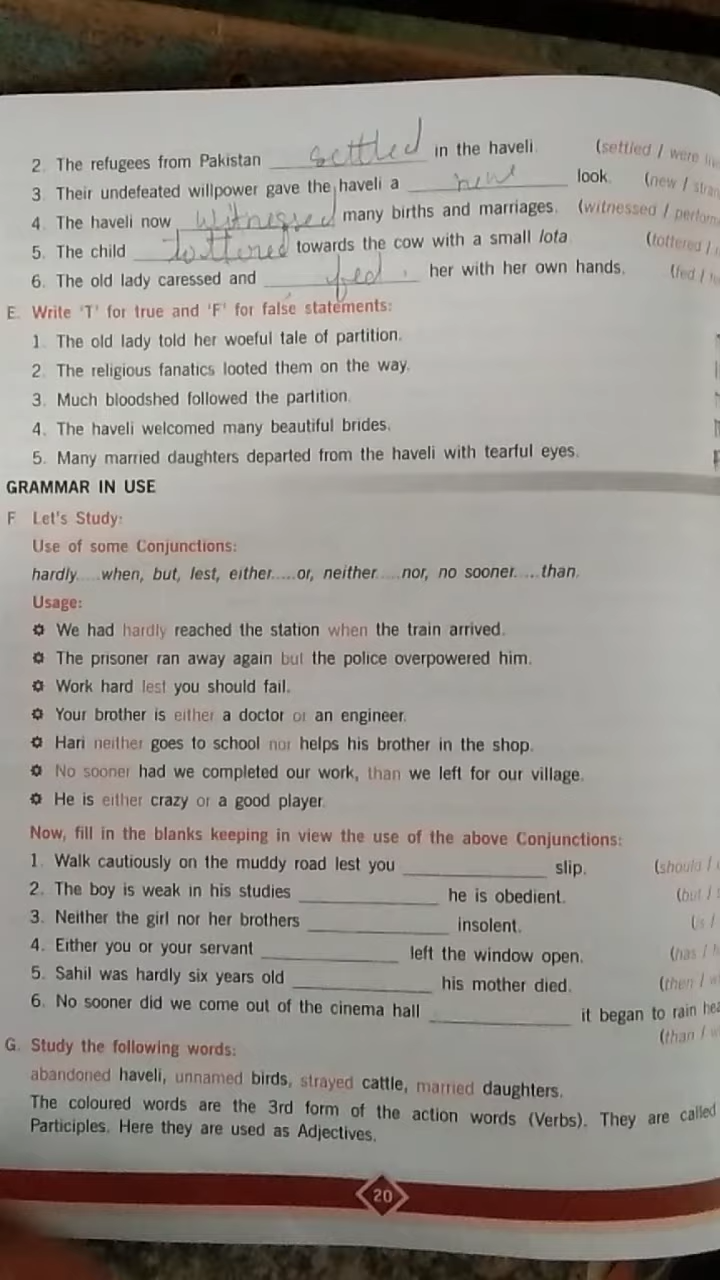 2. The refugees from Pakistan settled in the haveli. (settled / were
3. Their undefeated willpower gave the haveli a new look. (new /
4. The haveli now witnessed many births and marriages. (witnessed /
5. The child tottered towards the cow with a small lota (tottered /
6. The old lady caressed and fed her with her own hands. (fed /
E. Write 'T' for true and 'F' for false statements:
1. The old lady told her woeful tale of partition.
2. The religious fanatics looted them on the way.
3. Much bloodshed followed the partition.
4. The haveli welcomed many beautiful brides.
5. Many married daughters departed from the haveli with tearful eyes.
GRAMMAR IN USE
F Let's Study:
Use of some Conjunctions:
hardly....when, but, lest, either.....or, neither.....nor, no sooner.....than.
Usage:
We had hardly reached the station when the train arrived.
The prisoner ran away again but the police overpowered him.
Work hard lest you should fail.
Your brother is either a doctor or an engineer.
Hari neither goes to school nor helps his brother in the shop.
No sooner had we completed our work, than we left for our village.
He is either crazy or a good player.
Now, fill in the blanks keeping in view the use of the above Conjunctions:
1. Walk cautiously on the muddy road lest you ______ slip. (should /
2. The boy is weak in his studies ______ he is obedient. (but /
3. Neither the girl nor her brothers ______ insolent. (is /
4. Either you or your servant ______ left the window open. (has /
5. Sahil was hardly six years old ______ his mother died. (then /
6. No sooner did we come out of the cinema hall ______ it began to rain
(than /
G. Study the following words:
abandoned haveli, unnamed birds, strayed cattle, married daughters.
The coloured words are the 3rd form of the action words (Verbs). They are called
Participles. Here they are used as Adjectives.
20